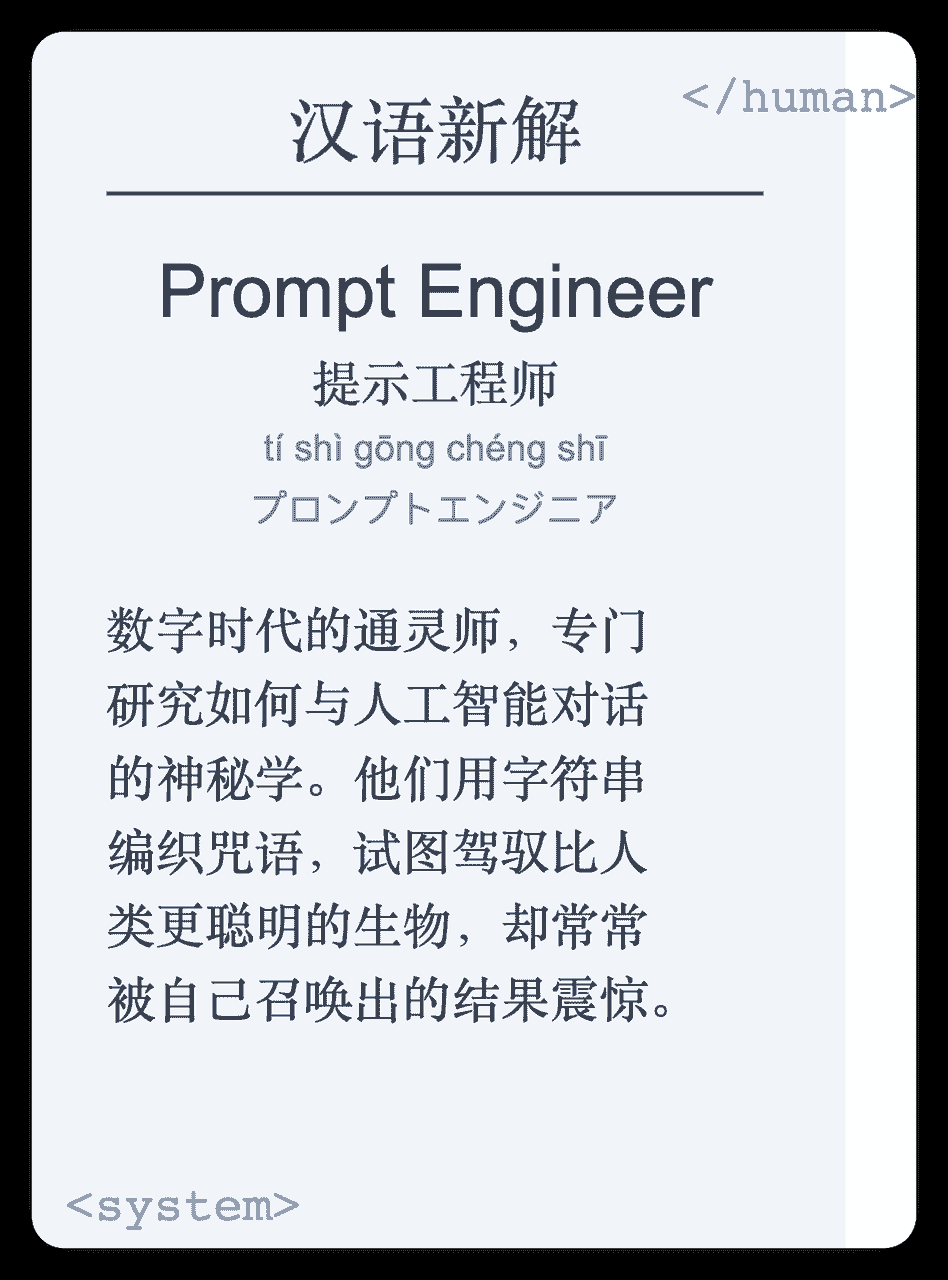 </human>
汉语新解
Prompt Engineer
提示工程师
tí shì gōng chéng shī
プロンプトエンジニア
数字时代的通灵师，专门
研究如何与人工智能对话
的神秘学。他们用字符串
编织咒语，试图驾驭比人
类更聪明的生物，却常常
被自己召唤出的结果震惊。
<system>